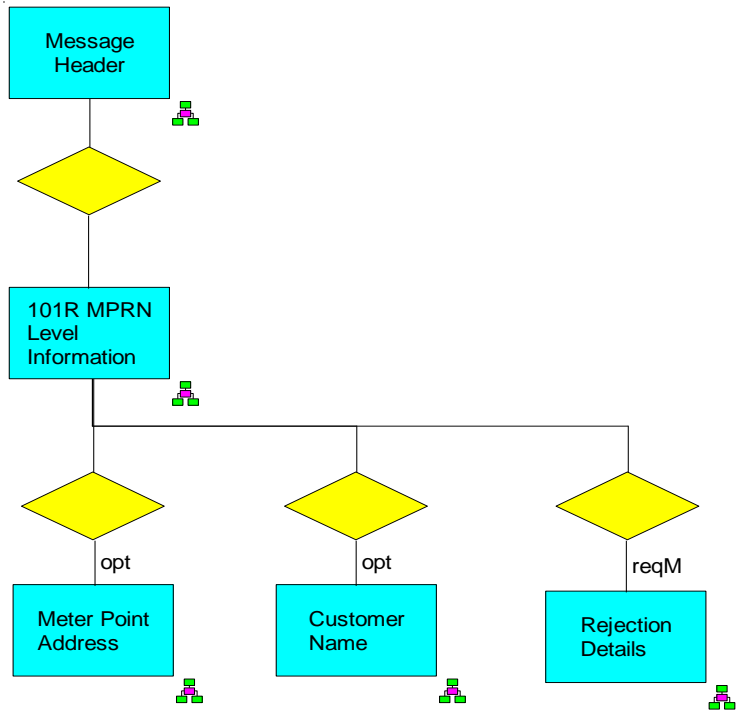 Message
Header
101R MPRN
Level
Information
opt
opt
reqM
Meter Point
Address
Customer
Name
Rejection
Details